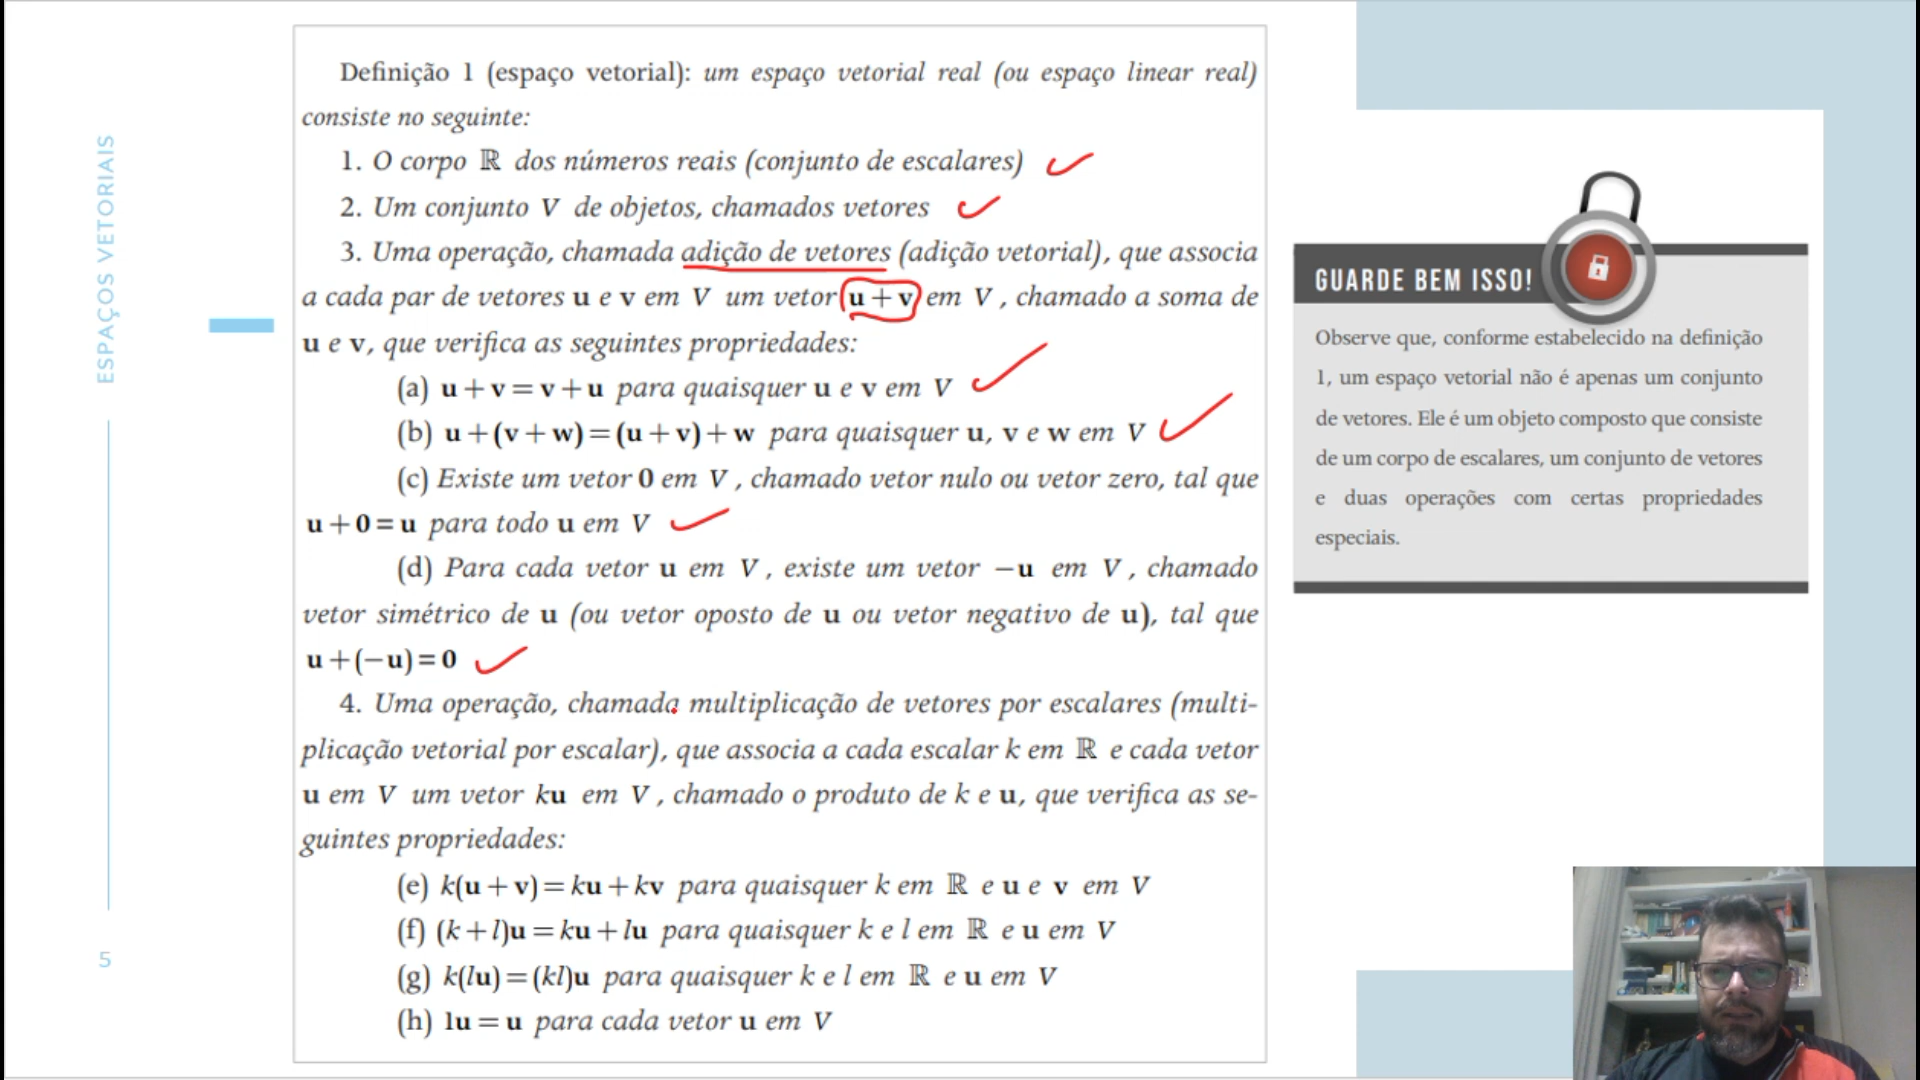 ESPAÇOS VETORIAIS
5
Definição 1 (espaço vetorial): um espaço vetorial real (ou espaço linear real)
consiste no seguinte:
1. O corpo ℝ dos números reais (conjunto de escalares)
2. Um conjunto V de objetos, chamados vetores
3. Uma operação, chamada adição de vetores (adição vetorial), que associa
a cada par de vetores u e v em V um vetor u + v em V, chamado a soma de
u e v, que verifica as seguintes propriedades:
(a) u + v = v + u para quaisquer u e v em V
(b) u + (v + w) = (u + v) + w para quaisquer u, v e w em V
(c) Existe um vetor 0 em V, chamado vetor nulo ou vetor zero, tal que
u + 0 = u para todo u em V
(d) Para cada vetor u em V, existe um vetor −u em V, chamado
vetor simétrico de u (ou vetor oposto de u ou vetor negativo de u), tal que
u + (−u) = 0
4. Uma operação, chamada multiplicação de vetores por escalares (multi-
plicação vetorial por escalar), que associa a cada escalar k em ℝ e cada vetor
u em V um vetor ku em V, chamado o produto de k e u, que verifica as se-
guintes propriedades:
(e) k(u + v) = ku + kv para quaisquer k em ℝ e u e v em V
(f) (k + l)u = ku + lu para quaisquer k e l em ℝ e u em V
(g) k(lu) = (kl)u para quaisquer k e l em ℝ e u em V
(h) 1u = u para cada vetor u em V
GUARDE BEM ISSO!
Observe que, conforme estabelecido na definição
1, um espaço vetorial não é apenas um conjunto
de vetores. Ele é um objeto composto que consiste
de um corpo de escalares, um conjunto de vetores
e duas operações com certas propriedades
especiais.